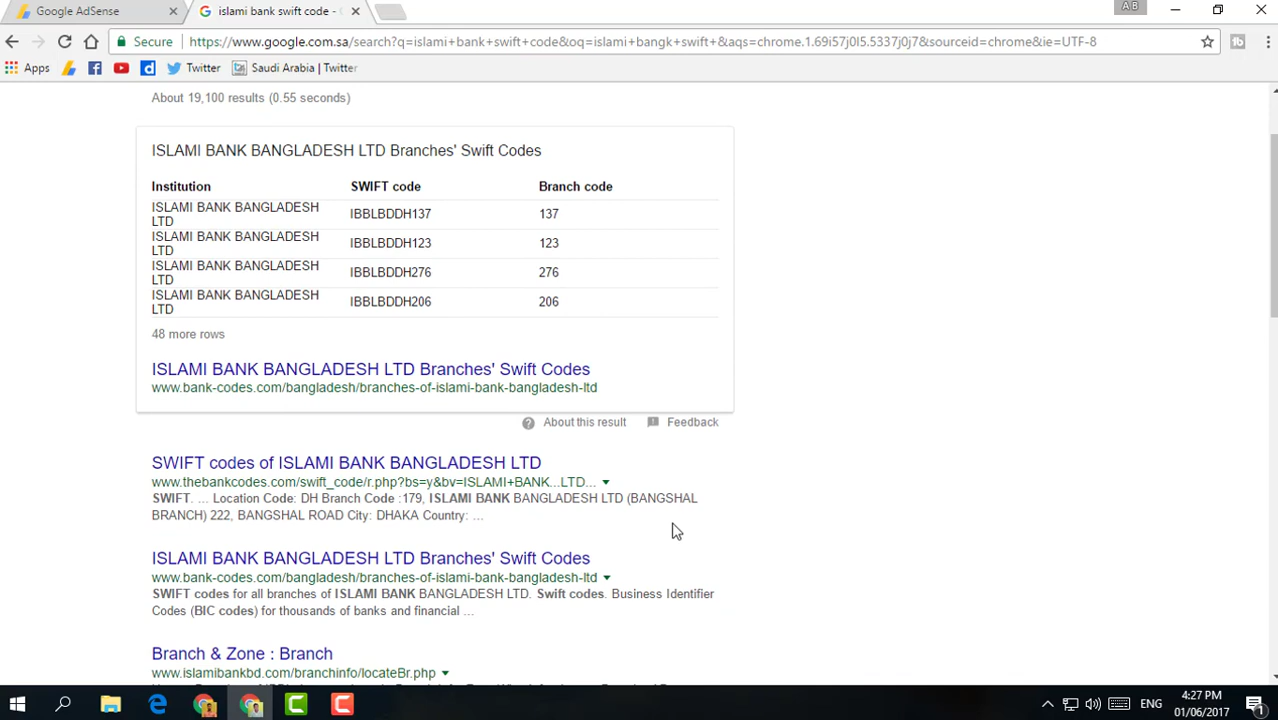 Google AdSense
islami bank swift code -
A B
Secure
https://www.google.com.sa/search?q=islami+bank+swift+code&oq=islami+bangk+swift+&aqs=chrome.1.69i57j0l5.5337j0j7&sourceid=chrome&ie=UTF-8
Apps
Twitter
Saudi Arabia | Twitter
About 19,100 results (0.55 seconds)
ISLAMI BANK BANGLADESH LTD Branches' Swift Codes
Institution SWIFT code Branch code
ISLAMI BANK BANGLADESH
LTD
IBBLBDDH137 137
ISLAMI BANK BANGLADESH
LTD
IBBLBDDH123 123
ISLAMI BANK BANGLADESH
LTD
IBBLBDDH276 276
ISLAMI BANK BANGLADESH
LTD
IBBLBDDH206 206
48 more rows
ISLAMI BANK BANGLADESH LTD Branches' Swift Codes
www.bank-codes.com/bangladesh/branches-of-islami-bank-bangladesh-ltd
About this result Feedback
SWIFT codes of ISLAMI BANK BANGLADESH LTD
www.thebankcodes.com/swift_code/r.php?bs=y&bv=ISLAMI+BANK...LTD...
SWIFT. ... Location Code: DH Branch Code :179, ISLAMI BANK BANGLADESH LTD (BANGSHAL
BRANCH) 222, BANGSHAL ROAD City: DHAKA Country: ...
ISLAMI BANK BANGLADESH LTD Branches' Swift Codes
www.bank-codes.com/bangladesh/branches-of-islami-bank-bangladesh-ltd
SWIFT codes for all branches of ISLAMI BANK BANGLADESH LTD. Swift codes. Business Identifier
Codes (BIC codes) for thousands of banks and financial ...
Branch & Zone : Branch
www.islamibankbd.com/branchinfo/locateBr.php
ENG
4:27 PM
01/06/2017
1